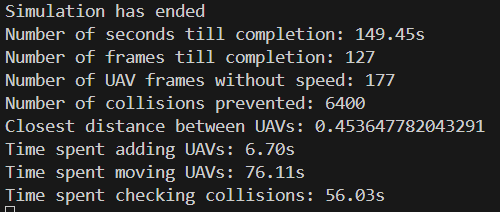 Simulation has ended
Number of seconds till completion: 149.45s
Number of frames till completion: 127
Number of UAV frames without speed: 177
Number of collisions prevented: 6400
Closest distance between UAVs: 0.453647782043291
Time spent adding UAVs: 6.70s
Time spent moving UAVs: 76.11s
Time spent checking collisions: 56.03s